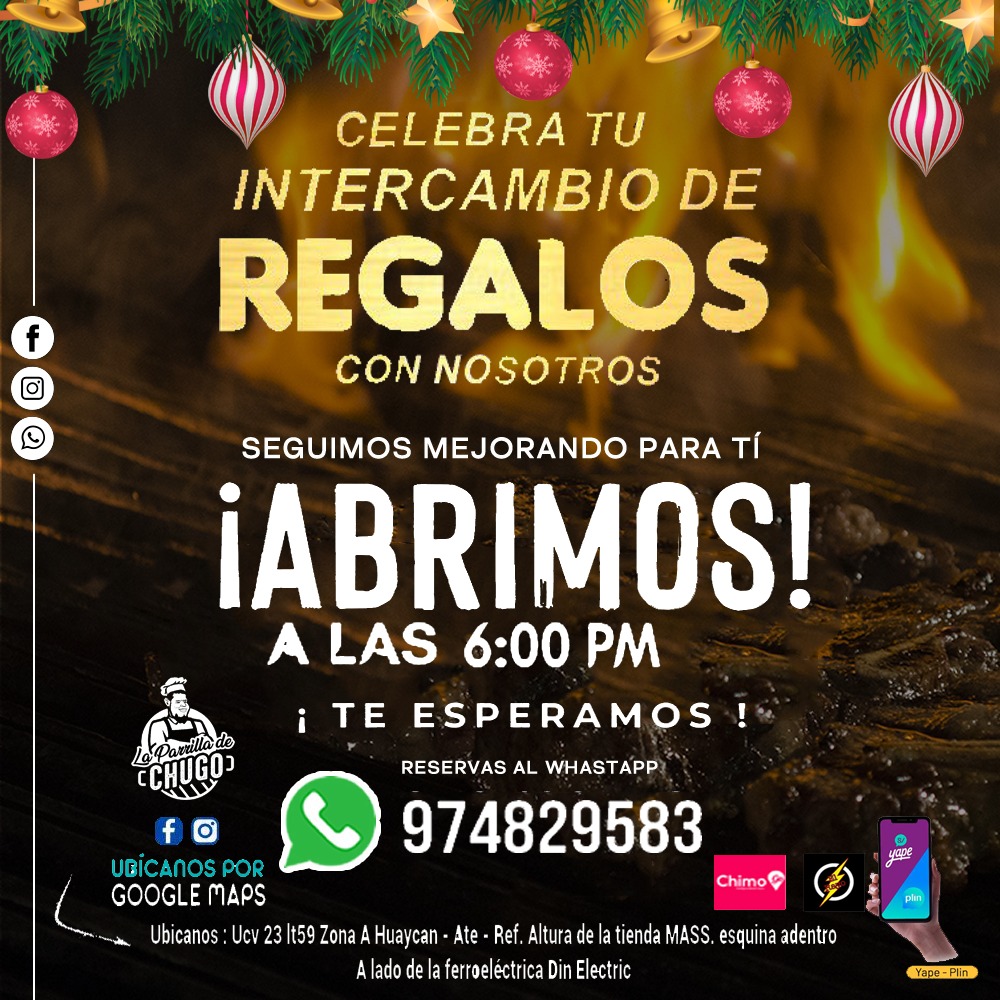 CELEBRA TU
INTERCAMBIO DE
REGALOS
CON NOSOTROS
SEGUIMOS MEJORANDO PARA TÍ
¡ABRIMOS!
A LAS 6:00 PM
¡ TE ESPERAMOS !
La Parrilla de
CHUGO
RESERVAS AL WHASTAPP
974829583
UBÍCANOS POR
GOOGLE MAPS
Chimo
yape
plin
Yape - Plin
Ubicanos : Ucv 23 lt59 Zona A Huaycan - Ate - Ref. Altura de la tienda MASS. esquina adentro
A lado de la ferroeléctrica Din Electric